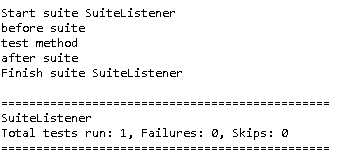 Start suite SuiteListener
before suite
test method
after suite
Finish suite SuiteListener
===============================================
SuiteListener
Total tests run: 1, Failures: 0, Skips: 0
===============================================